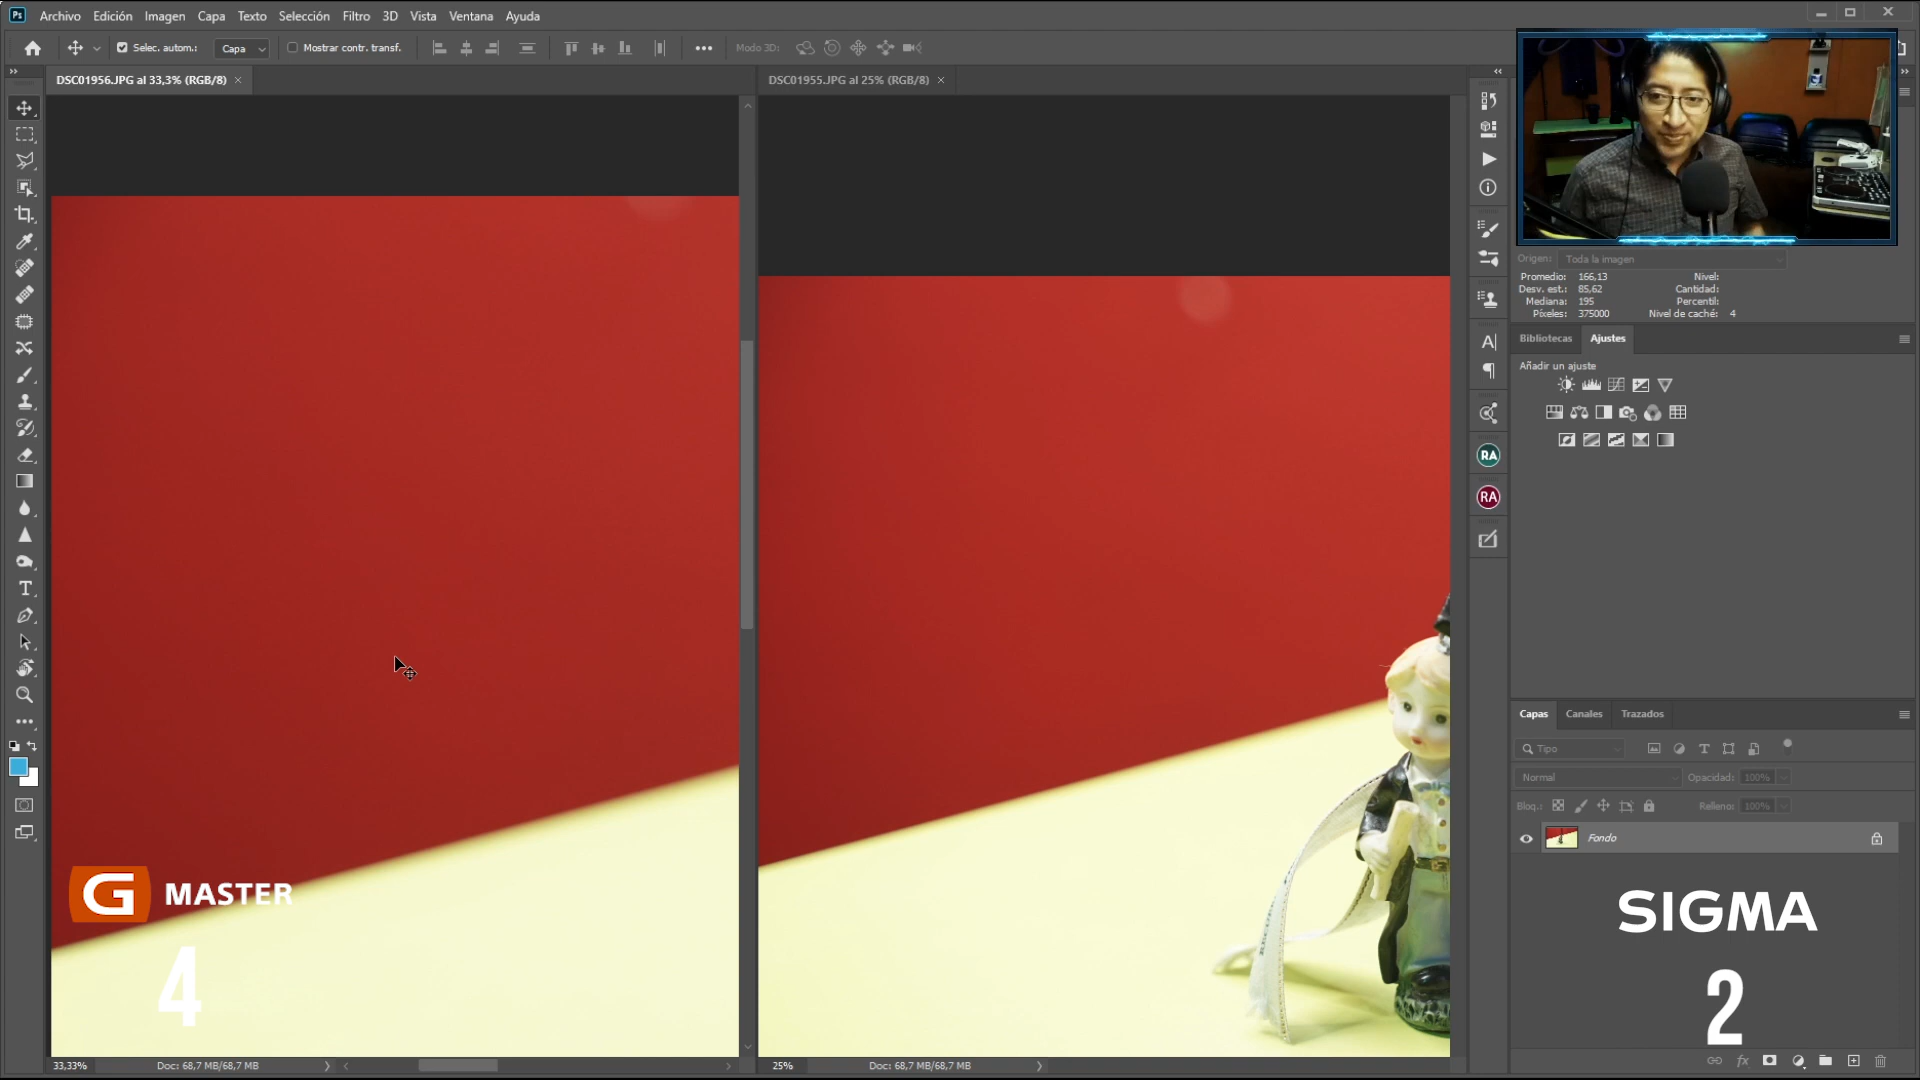 Ps Archivo Edición Imagen Capa Texto Selección Filtro 3D Vista Ventana Ayuda
Selec. autom.: Capa Mostrar contr. transf. Modo 3D:
DSC01956.JPG al 33,3% (RGB/8) DSC01955.JPG al 25% (RGB/8)
Origen: Toda la imagen
Promedio: 166,13 Nivel:
Desv. est.: 85,62 Cantidad:
Mediana: 195 Percentil:
Píxeles: 375000 Nivel de caché: 4
Bibliotecas Ajustes
Añadir un ajuste
RA
RA
Capas Canales Trazados
Tipo
Normal Opacidad: 100%
Bloq.: Relleno: 100%
Fondo
G MASTER
4
SIGMA
2
33,33% Doc: 68,7 MB/68,7 MB 25% Doc: 68,7 MB/68,7 MB